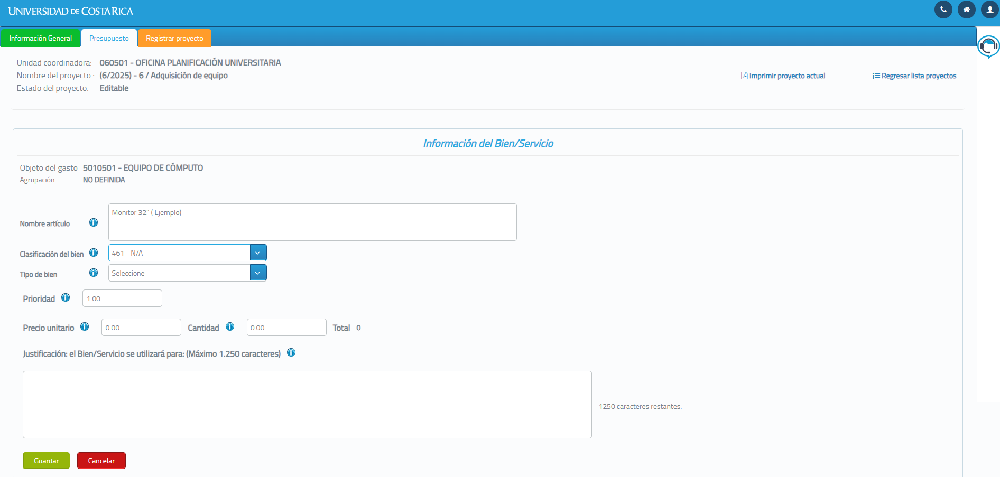 UNIVERSIDAD DE COSTA RICA
Información General
Presupuesto
Registrar proyecto
Unidad coordinadora: 060501 - OFICINA PLANIFICACIÓN UNIVERSITARIA
Nombre del proyecto : (6/2025) - 6 / Adquisición de equipo
Estado del proyecto: Editable
Imprimir proyecto actual
Regresar lista proyectos
Información del Bien/Servicio
Objeto del gasto 5010501 - EQUIPO DE CÓMPUTO
Agrupación NO DEFINIDA
Nombre artículo Monitor 32" ( Ejemplo)
Clasificación del bien 461 - N/A
Tipo de bien Seleccione
Prioridad 1.00
Precio unitario 0.00 Cantidad 0.00 Total 0
Justificación: el Bien/Servicio se utilizará para: (Máximo 1.250 caracteres)
1250 caracteres restantes.
Guardar Cancelar